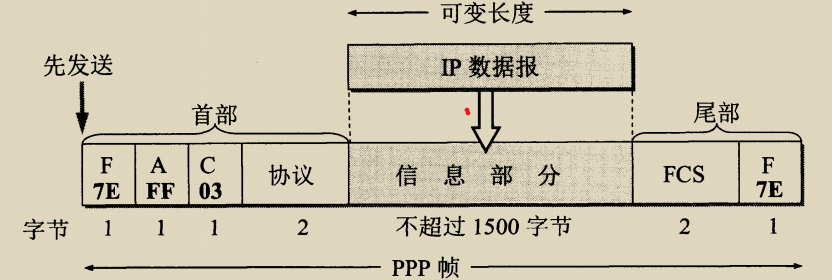 可变长度
先发送
IP 数据报
首部
尾部
F A C 协议 信息部分 FCS F
7E FF 03 7E
字节 1 1 1 2 不超过 1500 字节 2 1
PPP 帧